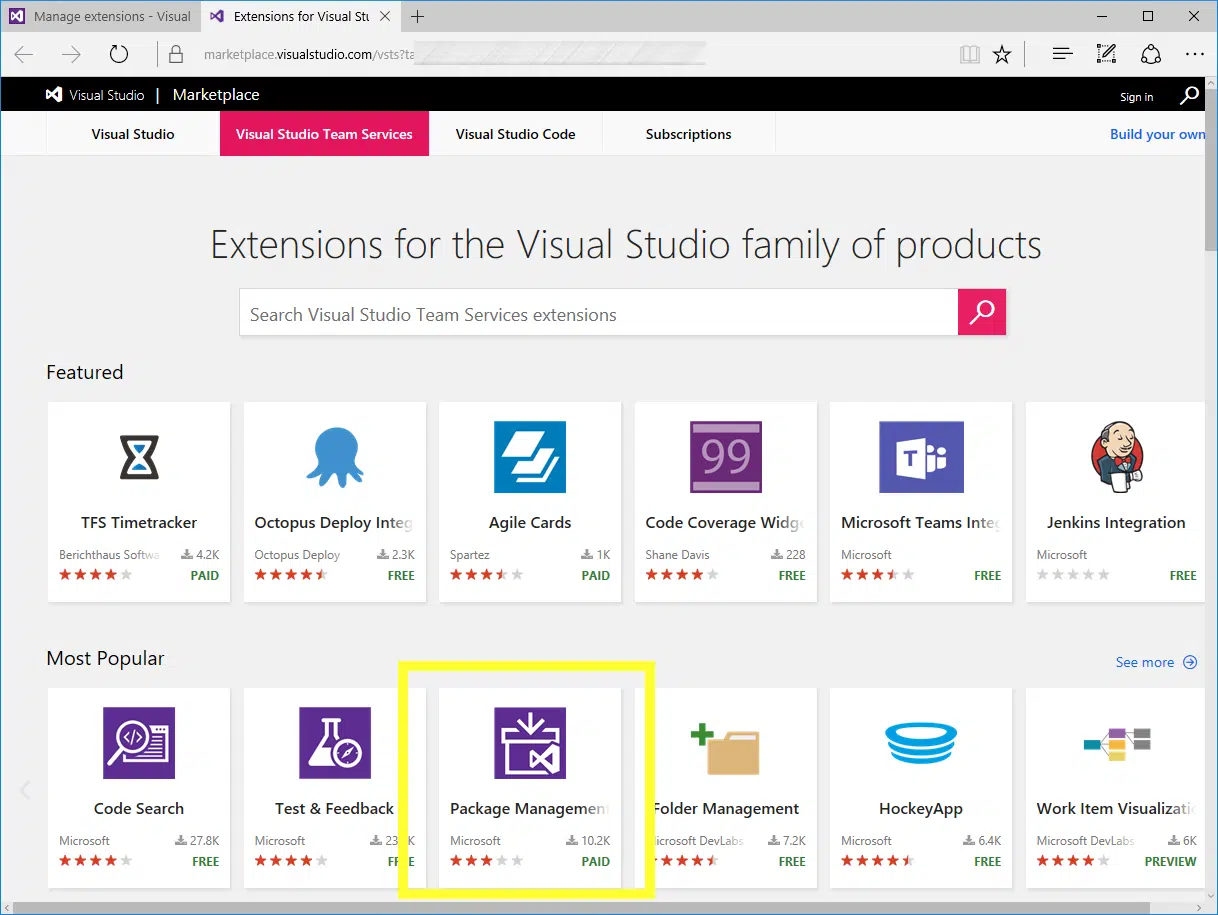 Manage extensions - Visual
Extensions for Visual Stu
marketplace.visualstudio.com/vsts?ta
Visual Studio | Marketplace
Sign in
Visual Studio
Visual Studio Team Services
Visual Studio Code
Subscriptions
Build your own
Extensions for the Visual Studio family of products
Search Visual Studio Team Services extensions
Featured
99
T
TFS Timetracker
Octopus Deploy Integ
Agile Cards
Code Coverage Widg
Microsoft Teams Inte
Jenkins Integration
Berichthaus Softwa 4.2K
Octopus Deploy 2.3K
Spartez 1K
Shane Davis 228
Microsoft
Microsoft
PAID
FREE
PAID
FREE
FREE
FREE
Most Popular
See more
Code Search
Test & Feedback
Package Managemen
Folder Management
HockeyApp
Work Item Visualizati
Microsoft 27.8K
Microsoft 23 K
Microsoft 10.2K
icrosoft DevLabs 7.2K
Microsoft 6.4K
Microsoft DevLabs 6K
FREE
FREE
PAID
FREE
FREE
PREVIEW